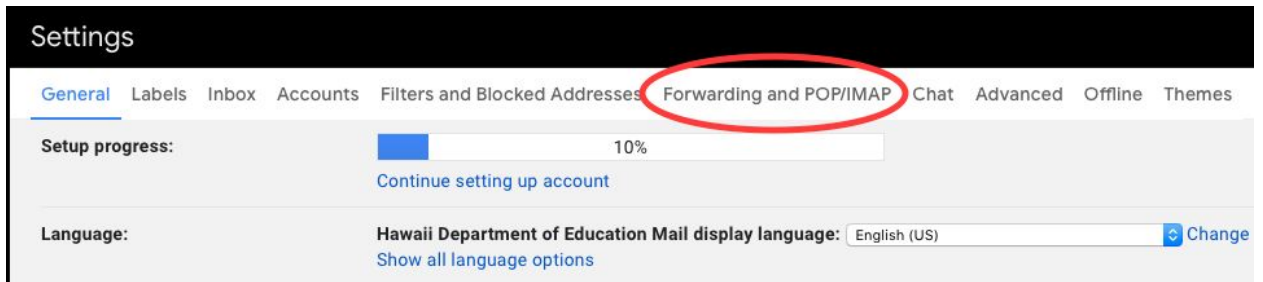 Settings
General Labels Inbox Accounts Filters and Blocked Addresses Forwarding and POP/IMAP Chat Advanced Offline Themes
Setup progress: 10%
Continue setting up account
Language: Hawaii Department of Education Mail display language: English (US) Change
Show all language options